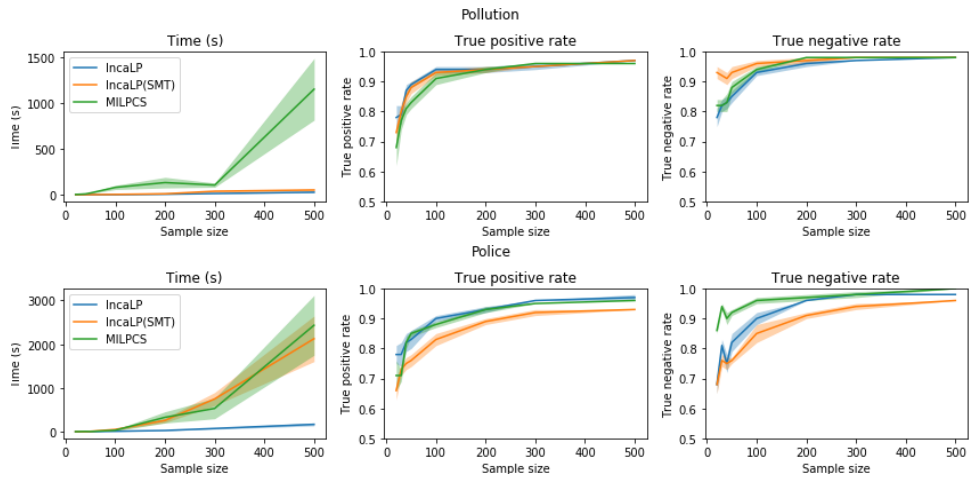 Pollution
Time (s)
True positive rate
True negative rate
IncaLP
IncaLP(SMT)
MILPCS
Time (s)
1500
1000
500
0
0 100 200 300 400 500
Sample size
True positive rate
1.0
0.9
0.8
0.7
0.6
0.5
0 100 200 300 400 500
Sample size
True negative rate
1.0
0.9
0.8
0.7
0.6
0.5
0 100 200 300 400 500
Sample size
Police
Time (s)
True positive rate
True negative rate
IncaLP
IncaLP(SMT)
MILPCS
Time (s)
3000
2000
1000
0
0 100 200 300 400 500
Sample size
True positive rate
1.0
0.9
0.8
0.7
0.6
0.5
0 100 200 300 400 500
Sample size
True negative rate
1.0
0.9
0.8
0.7
0.6
0.5
0 100 200 300 400 500
Sample size